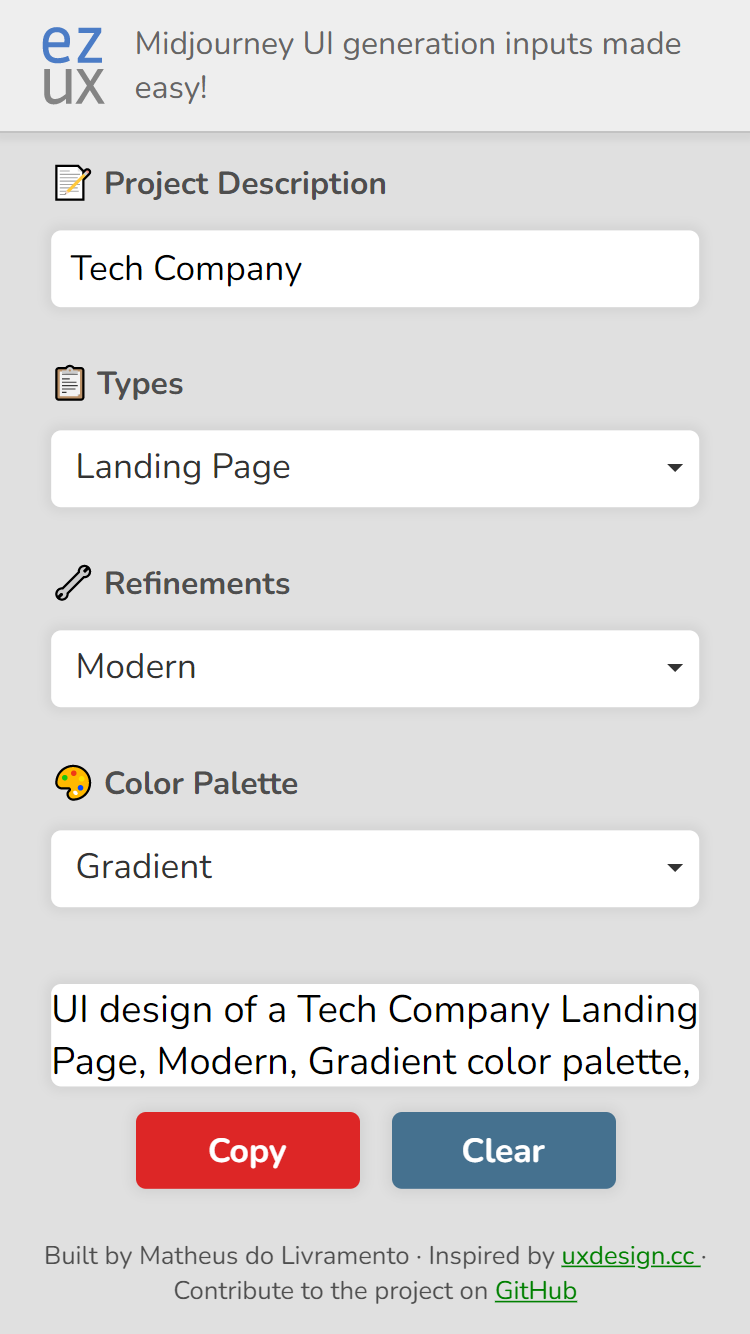 ez
ux
Midjourney UI generation inputs made
easy!
Project Description
Tech Company
Types
Landing Page
Refinements
Modern
Color Palette
Gradient
UI design of a Tech Company Landing
Page, Modern, Gradient color palette,
Copy
Clear
Built by Matheus do Livramento · Inspired by uxdesign.cc ·
Contribute to the project on GitHub